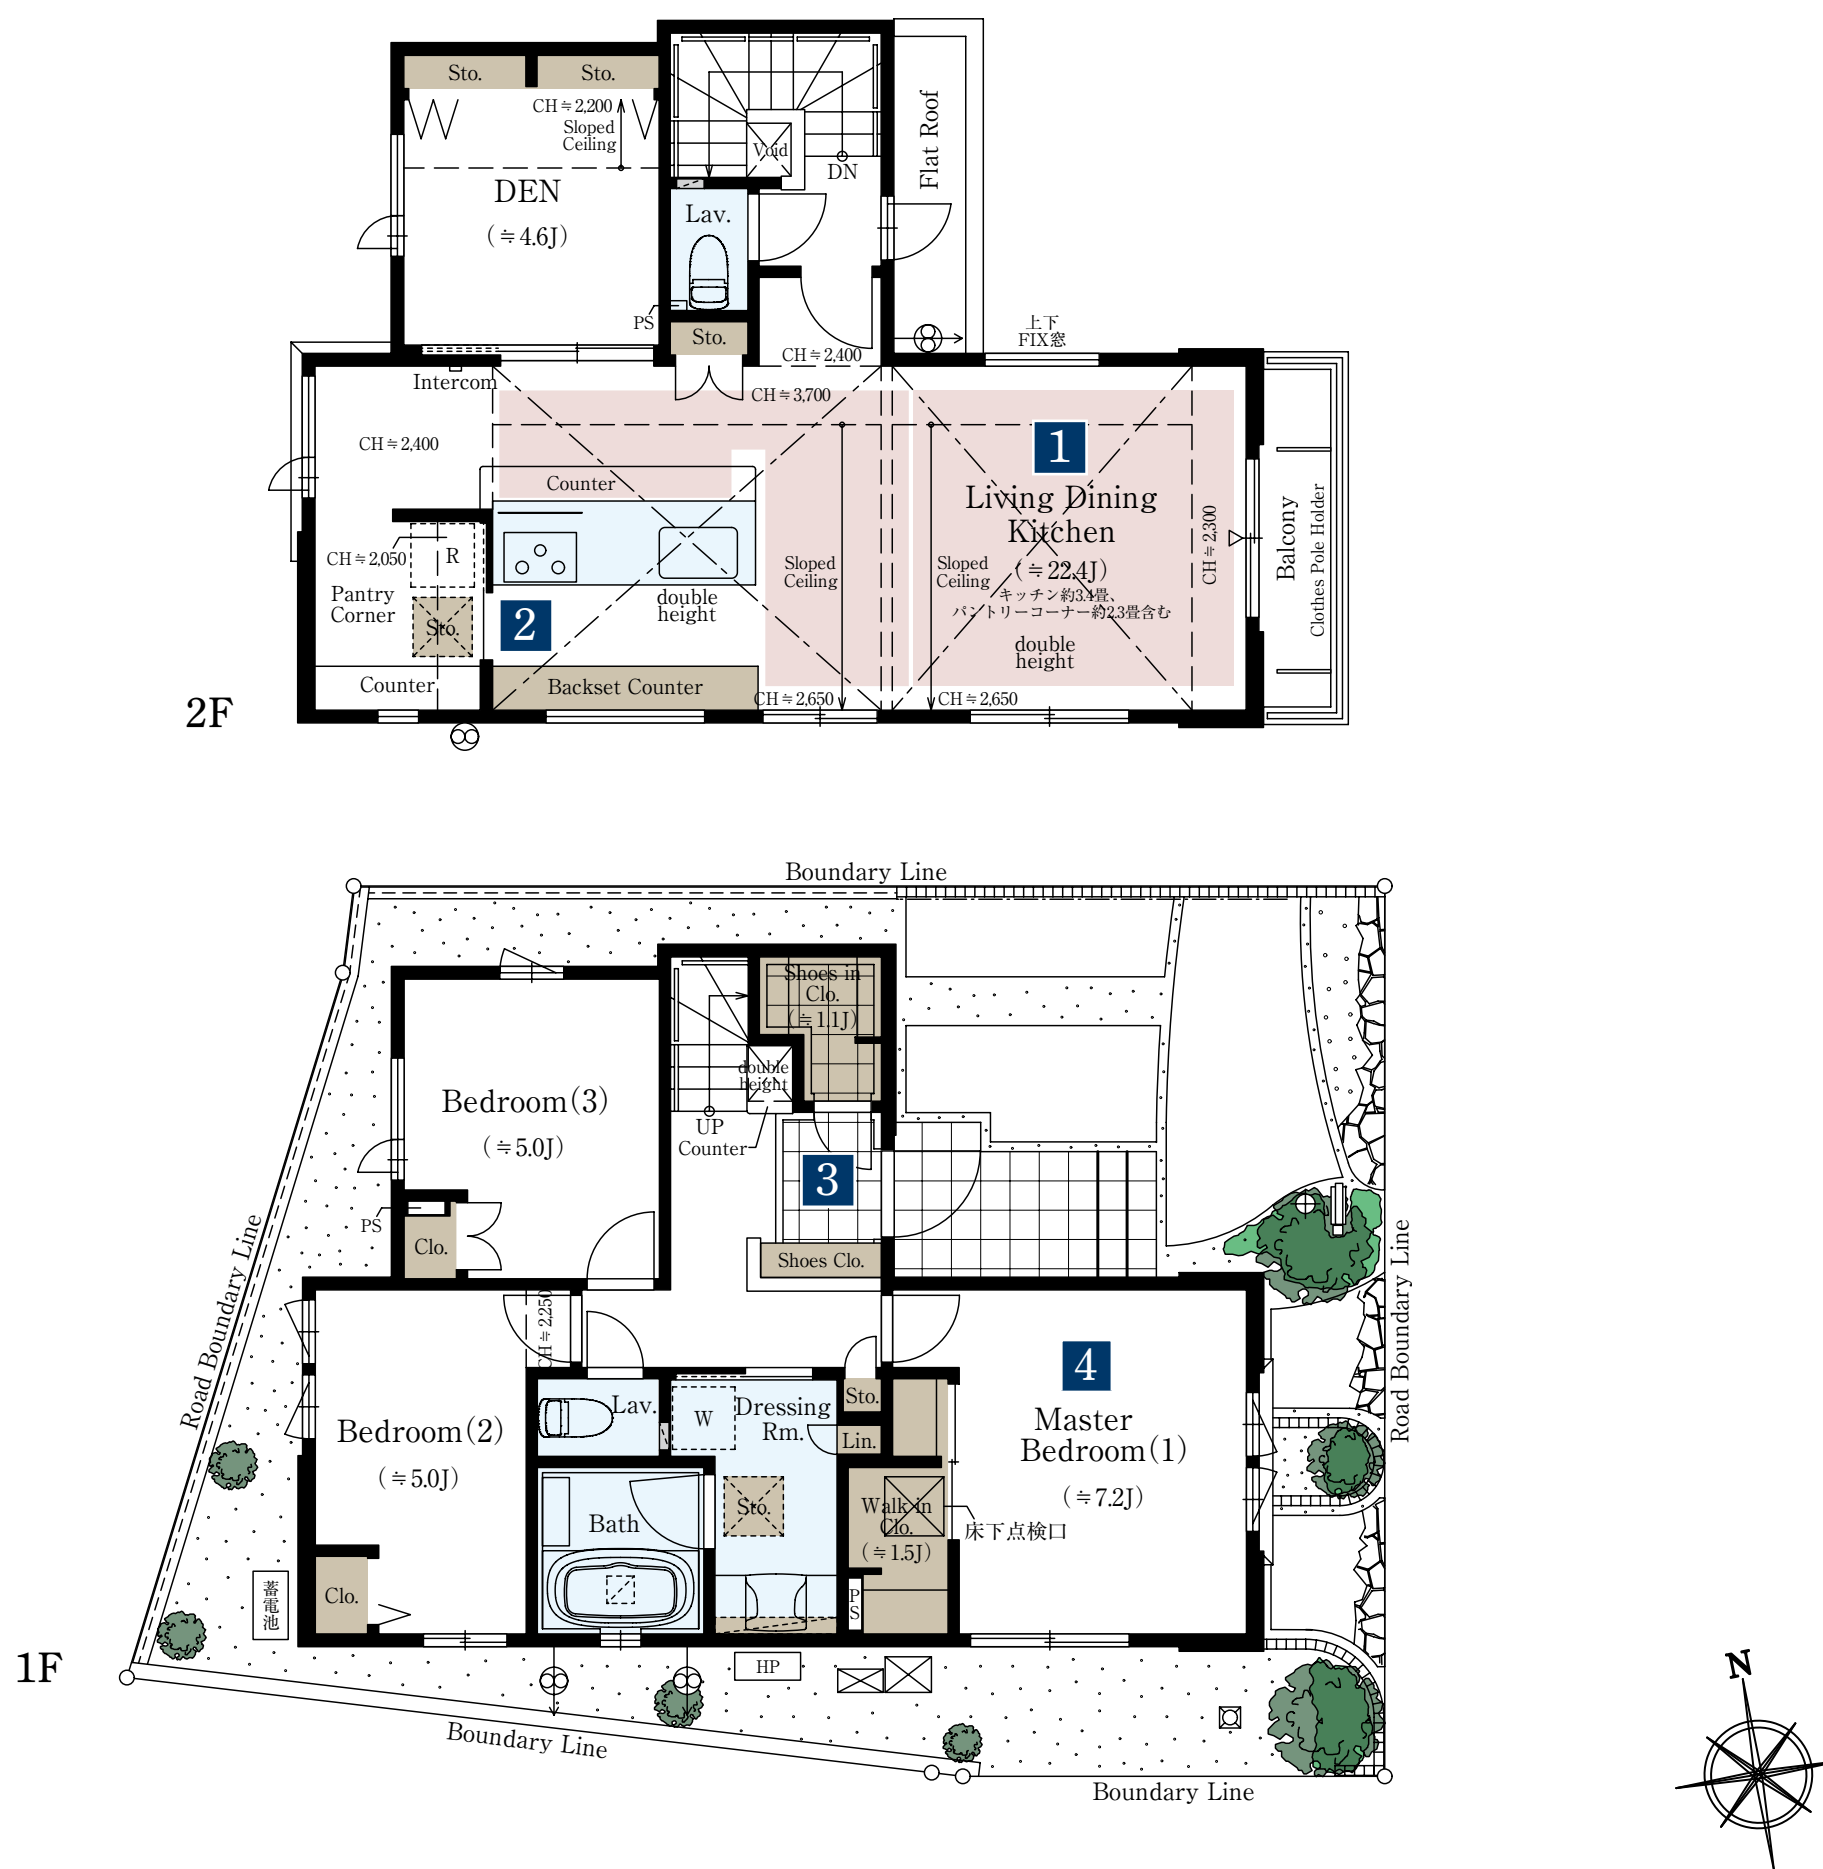 Sto.
Sto.
CH≒2,200
Sloped
Ceiling
DEN
(≒4.6J)
Void
DN
Flat Roof
Lav.
PS
Sto.
上下
FIX窓
CH≒2,400
Intercom
CH≒3,700
CH≒2,400
1
Counter
Living Dining
Kitchen
(≒22.4J)
キッチン約3.4畳、
パントリーコーナー約2.3畳含む
CH≒2,300
Balcony
Clothes Pole Holder
CH≒2,050
R
Sloped
Ceiling
Sloped
Ceiling
Pantry
Corner
Sto.
2
double
height
double
height
Counter
Backset Counter
CH≒2,650
CH≒2,650
2F
Boundary Line
Shoes in
Clo.
(≒1.1J)
double
height
Bedroom(3)
(≒5.0J)
UP
Counter
3
PS
Clo.
Shoes Clo.
Road Boundary Line
Road Boundary Line
CH≒2,250
4
Lav.
W
Dressing
Rm.
Sto.
Lin.
Master
Bedroom(1)
(≒7.2J)
Bedroom(2)
(≒5.0J)
Bath
Sto.
Walk in
Clo.
(≒1.5J)
床下点検口
Clo.
蓄電池
PS
1F
HP
Boundary Line
Boundary Line
N